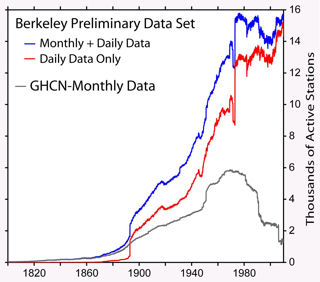 Berkeley Preliminary Data Set
Monthly + Daily Data
Daily Data Only
GHCN-Monthly Data
16
14
12
10
8
6
4
2
0
Thousands of Active Stations
1820 1860 1900 1940 1980